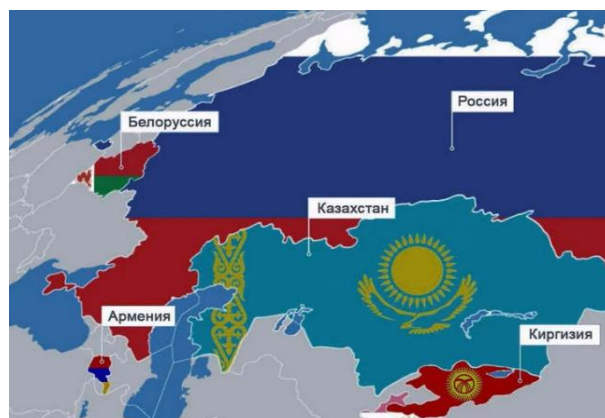 Россия
Белоруссия
Казахстан
Армения
Киргизия